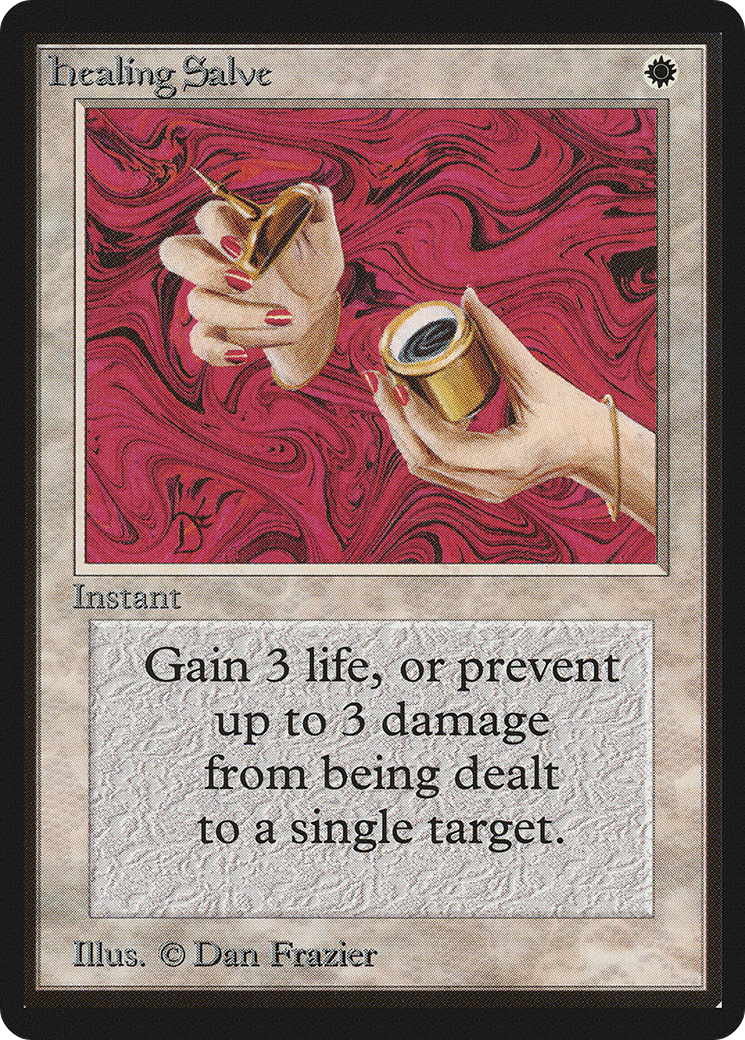 Healing Salve
Instant
Gain 3 life, or prevent
up to 3 damage
from being dealt
to a single target.
Illus. © Dan Frazier